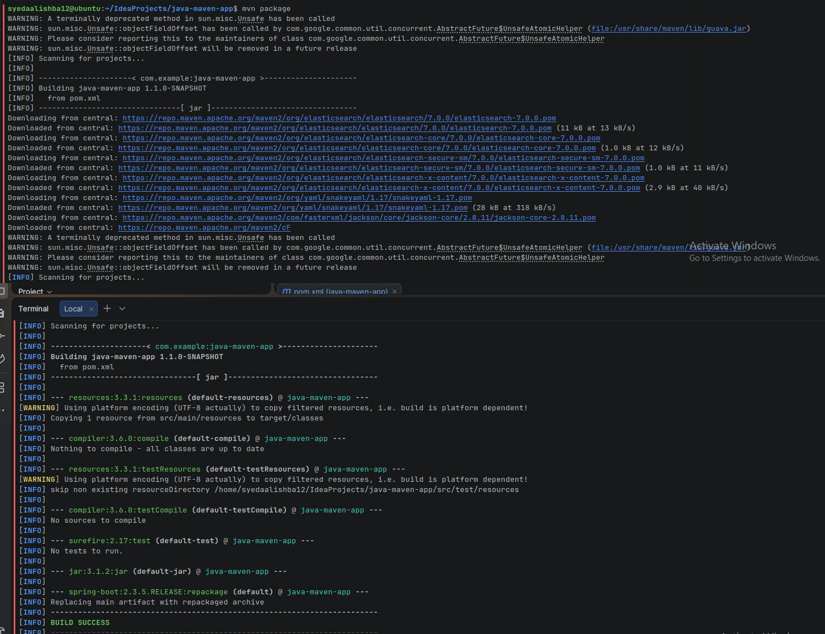 syedaalishba12@ubuntu:~/IdeaProjects/java-maven-app$ mvn package
WARNING: A terminally deprecated method in sun.misc.Unsafe has been called
WARNING: sun.misc.Unsafe::objectFieldOffset has been called by com.google.common.util.concurrent.AbstractFuture$UnsafeAtomicHelper (file:/usr/share/maven/lib/guava.jar)
WARNING: Please consider reporting this to the maintainers of class com.google.common.util.concurrent.AbstractFuture$UnsafeAtomicHelper
WARNING: sun.misc.Unsafe::objectFieldOffset will be removed in a future release
[INFO] Scanning for projects...
[INFO]
[INFO] ----------------------< com.example:java-maven-app >----------------------
[INFO] Building java-maven-app 1.1.0-SNAPSHOT
[INFO]   from pom.xml
[INFO] --------------------------------[ jar ]---------------------------------
Downloading from central: https://repo.maven.apache.org/maven2/org/elasticsearch/elasticsearch/7.0.0/elasticsearch-7.0.0.pom
Downloaded from central: https://repo.maven.apache.org/maven2/org/elasticsearch/elasticsearch/7.0.0/elasticsearch-7.0.0.pom (11 kB at 13 kB/s)
Downloading from central: https://repo.maven.apache.org/maven2/org/elasticsearch/elasticsearch-core/7.0.0/elasticsearch-core-7.0.0.pom
Downloaded from central: https://repo.maven.apache.org/maven2/org/elasticsearch/elasticsearch-core/7.0.0/elasticsearch-core-7.0.0.pom (1.0 kB at 12 kB/s)
Downloading from central: https://repo.maven.apache.org/maven2/org/elasticsearch/elasticsearch-secure-sm/7.0.0/elasticsearch-secure-sm-7.0.0.pom
Downloaded from central: https://repo.maven.apache.org/maven2/org/elasticsearch/elasticsearch-secure-sm/7.0.0/elasticsearch-secure-sm-7.0.0.pom (1.0 kB at 11 kB/s)
Downloading from central: https://repo.maven.apache.org/maven2/org/elasticsearch/elasticsearch-x-content/7.0.0/elasticsearch-x-content-7.0.0.pom
Downloaded from central: https://repo.maven.apache.org/maven2/org/elasticsearch/elasticsearch-x-content/7.0.0/elasticsearch-x-content-7.0.0.pom (2.9 kB at 40 kB/s)
Downloading from central: https://repo.maven.apache.org/maven2/org/yaml/snakeyaml/1.17/snakeyaml-1.17.pom
Downloaded from central: https://repo.maven.apache.org/maven2/org/yaml/snakeyaml/1.17/snakeyaml-1.17.pom (28 kB at 318 kB/s)
Downloading from central: https://repo.maven.apache.org/maven2/com/fasterxml/jackson/core/jackson-core/2.8.11/jackson-core-2.8.11.pom
Downloaded from central: https://repo.maven.apache.org/maven2/cF
WARNING: A terminally deprecated method in sun.misc.Unsafe has been called
WARNING: sun.misc.Unsafe::objectFieldOffset has been called by com.google.common.util.concurrent.AbstractFuture$UnsafeAtomicHelper (file:/usr/share/maven/lib/guava.jar)
Activate Windows
WARNING: Please consider reporting this to the maintainers of class com.google.common.util.concurrent.AbstractFuture$UnsafeAtomicHelper
Go to Settings to activate Windows.
WARNING: sun.misc.Unsafe::objectFieldOffset will be removed in a future release
[INFO] Scanning for projects...
Project
pom.xml (java-maven-app)
Terminal Local
[INFO] Scanning for projects...
[INFO]
[INFO] ----------------------< com.example:java-maven-app >----------------------
[INFO] Building java-maven-app 1.1.0-SNAPSHOT
[INFO]   from pom.xml
[INFO] --------------------------------[ jar ]---------------------------------
[INFO]
[INFO] --- resources:3.3.1:resources (default-resources) @ java-maven-app ---
[WARNING] Using platform encoding (UTF-8 actually) to copy filtered resources, i.e. build is platform dependent!
[INFO] Copying 1 resource from src/main/resources to target/classes
[INFO]
[INFO] --- compiler:3.6.0:compile (default-compile) @ java-maven-app ---
[INFO] Nothing to compile - all classes are up to date
[INFO]
[INFO] --- resources:3.3.1:testResources (default-testResources) @ java-maven-app ---
[WARNING] Using platform encoding (UTF-8 actually) to copy filtered resources, i.e. build is platform dependent!
[INFO] skip non existing resourceDirectory /home/syedaalishba12/IdeaProjects/java-maven-app/src/test/resources
[INFO]
[INFO] --- compiler:3.6.0:testCompile (default-testCompile) @ java-maven-app ---
[INFO] No sources to compile
[INFO]
[INFO] --- surefire:2.17:test (default-test) @ java-maven-app ---
[INFO] No tests to run.
[INFO]
[INFO] --- jar:3.1.2:jar (default-jar) @ java-maven-app ---
[INFO]
[INFO] --- spring-boot:2.3.5.RELEASE:repackage (default) @ java-maven-app ---
[INFO] Replacing main artifact with repackaged archive
[INFO] ------------------------------------------------------------------------
[INFO] BUILD SUCCESS
[INFO] ------------------------------------------------------------------------